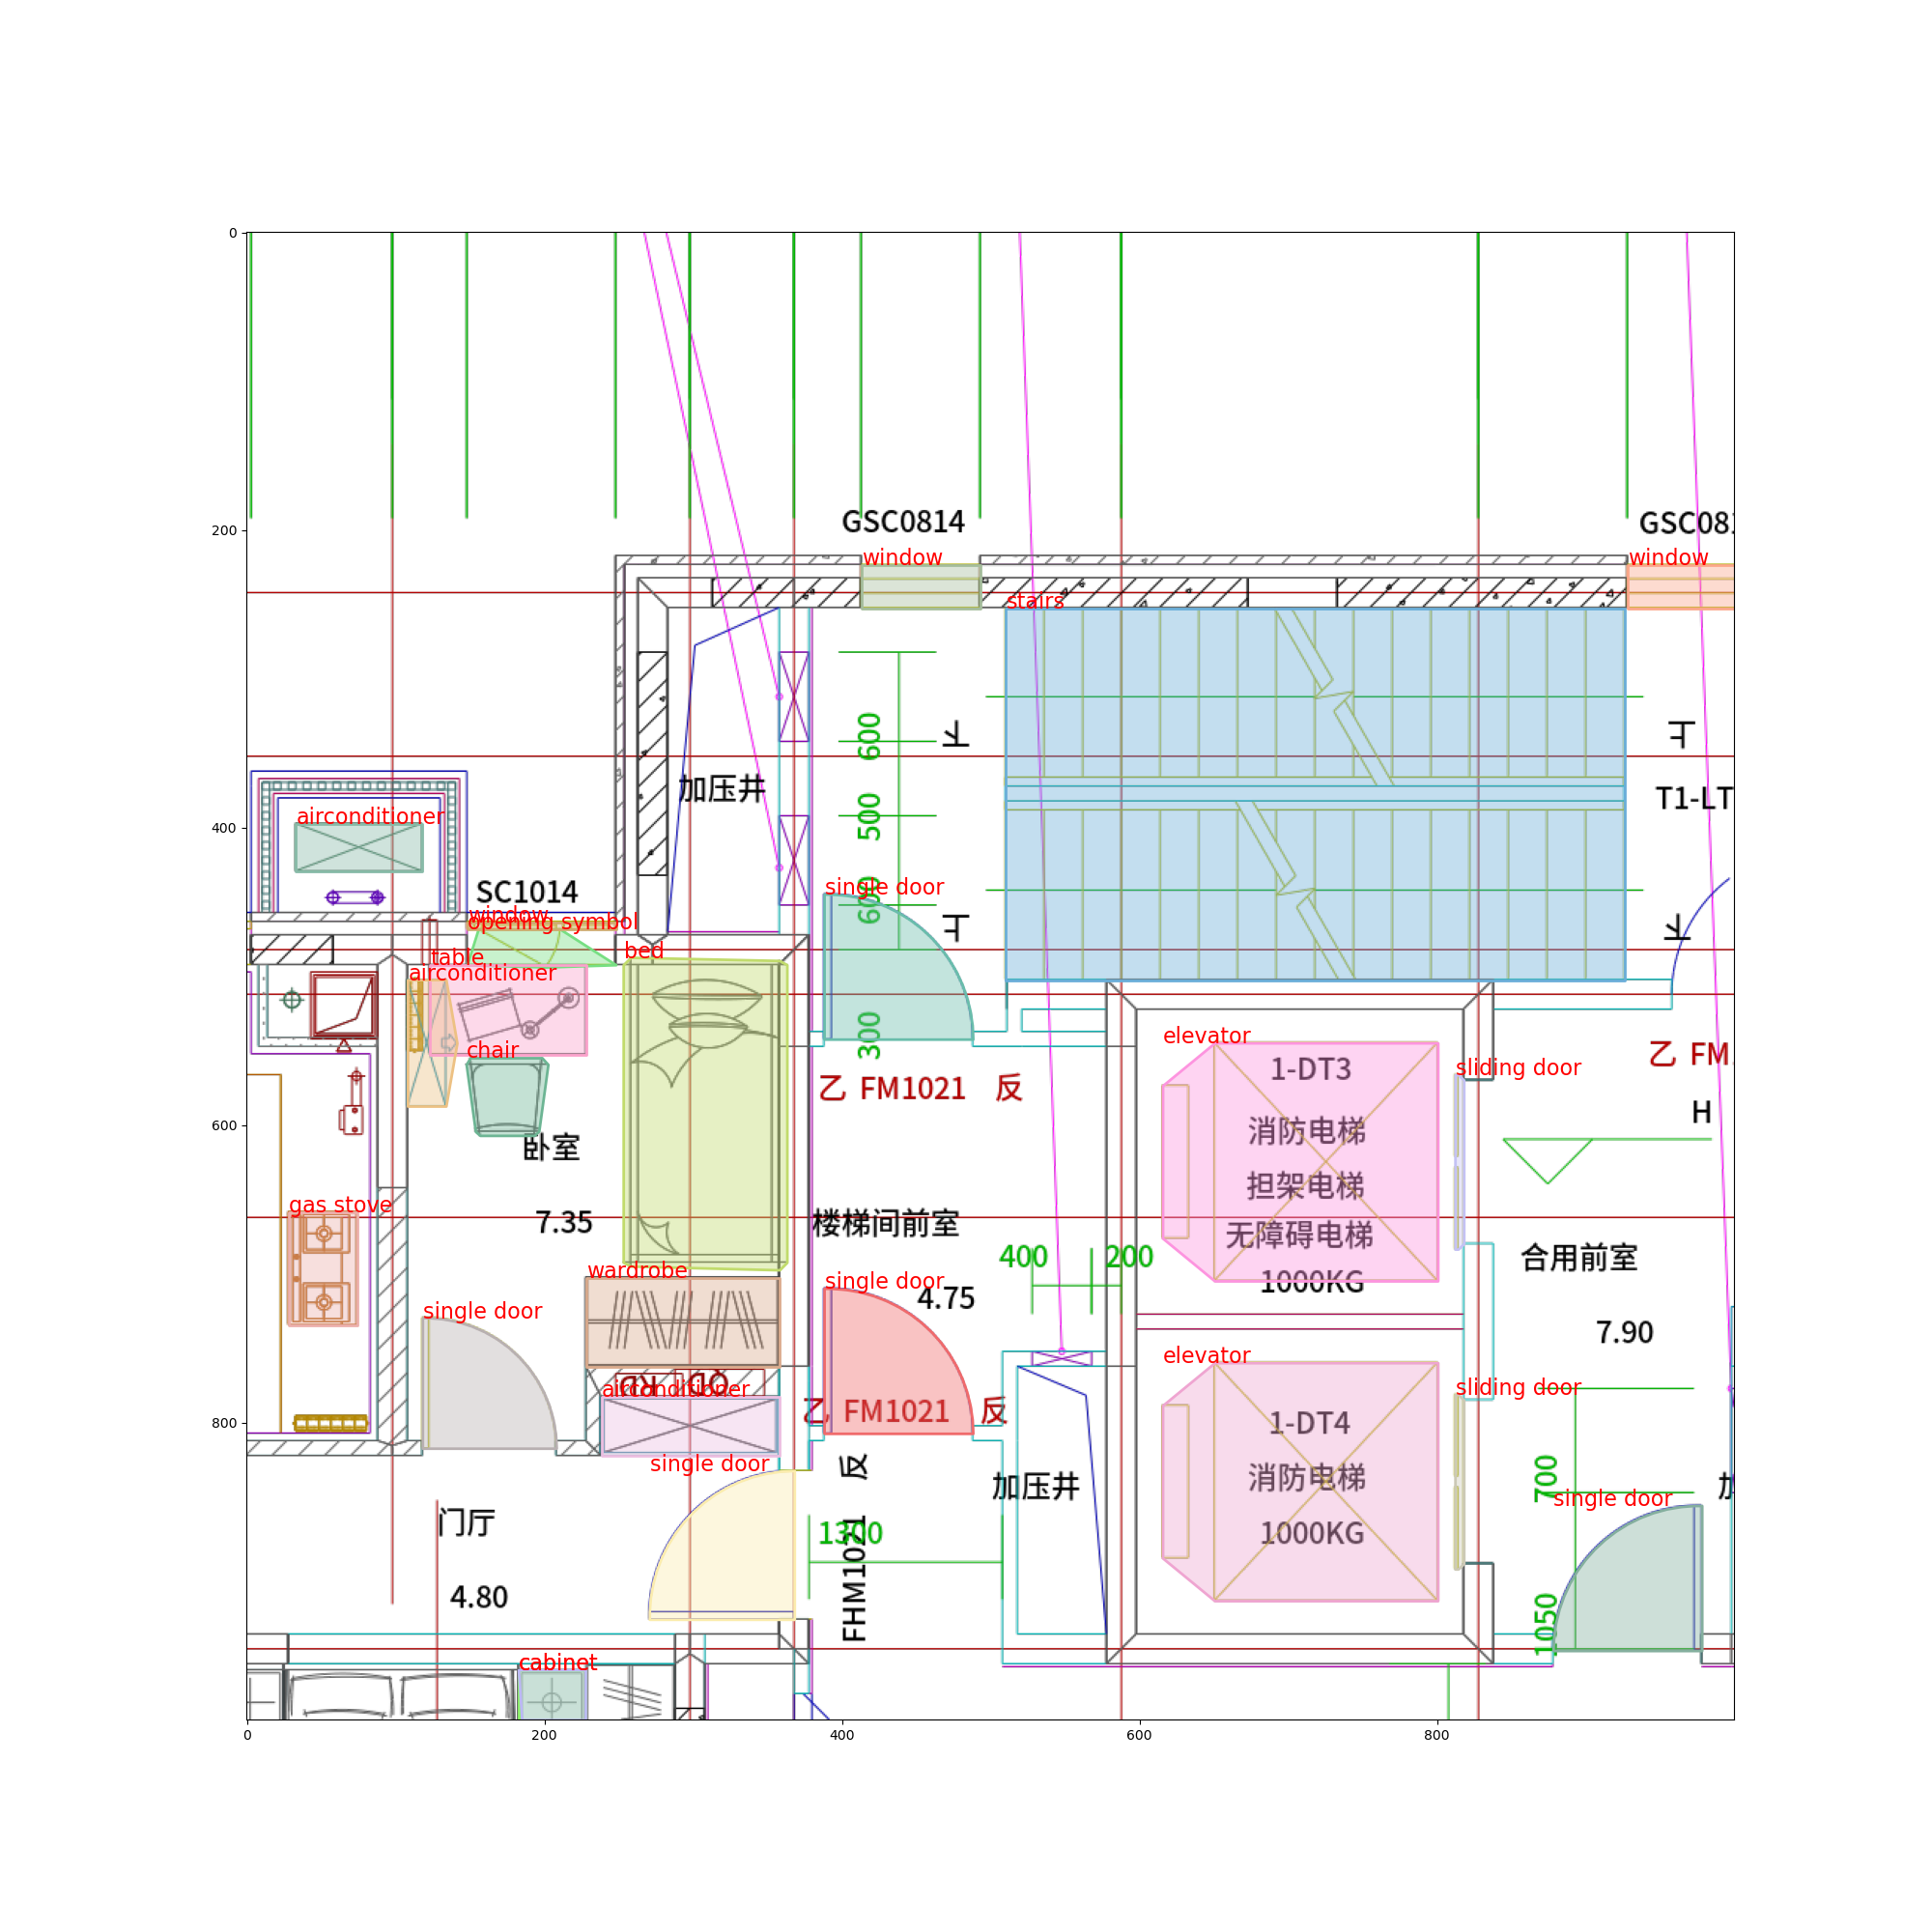 0
200
GSC0814
GSC08
window
window
stairs
600
下
上
加压井
T1-LT
400
airconditioner
500
SC1014
single door
600
window
opening symbol
上
下
bed
table
airconditioner
300
elevator
chair
sliding door
1-DT3
乙 FM1021 反
乙 FM
600
H
消防电梯
卧室
担架电梯
gas stove
7.35
楼梯间前室
无障碍电梯
400
200
合用前室
wardrobe
single door
4.75
1000KG
single door
7.90
elevator
RD
QD
airconditioner
sliding door
800
乙 FM1021 反
1-DT4
single door
加压井
消防电梯
700
single door
门厅
1300
FHM1021 反
1000KG
4.80
1050
cabinet
0
200
400
600
800